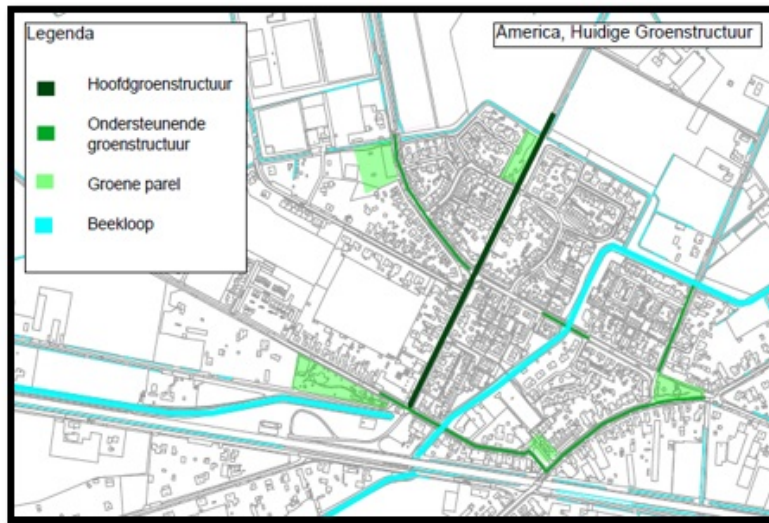 Legenda
America, Huidige Groenstructuur
Hoofdgroenstructuur
Ondersteunende
groenstructuur
Groene parel
Beekloop